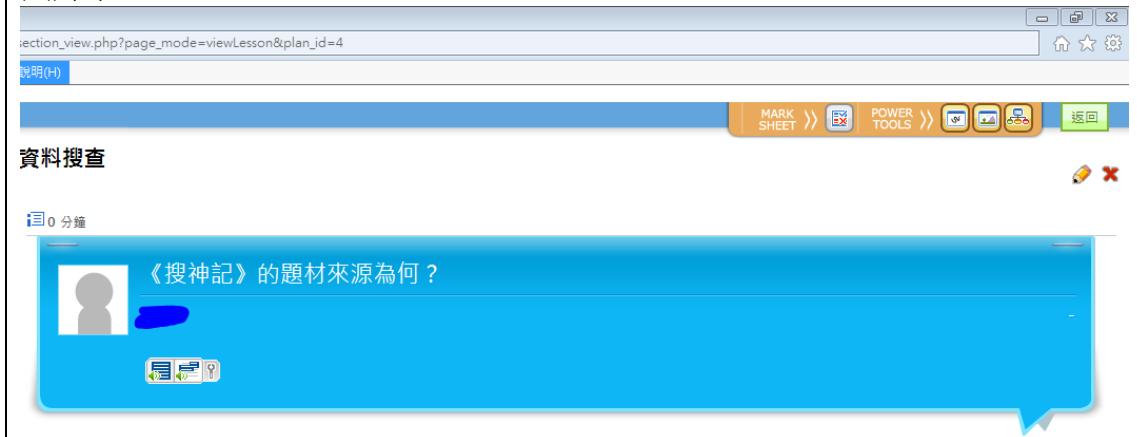 section_view.php?page_mode=viewLesson&plan_id=4
說明(H)
MARK SHEET
POWER TOOLS
返回
資料搜查
0 分鐘
《搜神記》的題材來源為何？
-